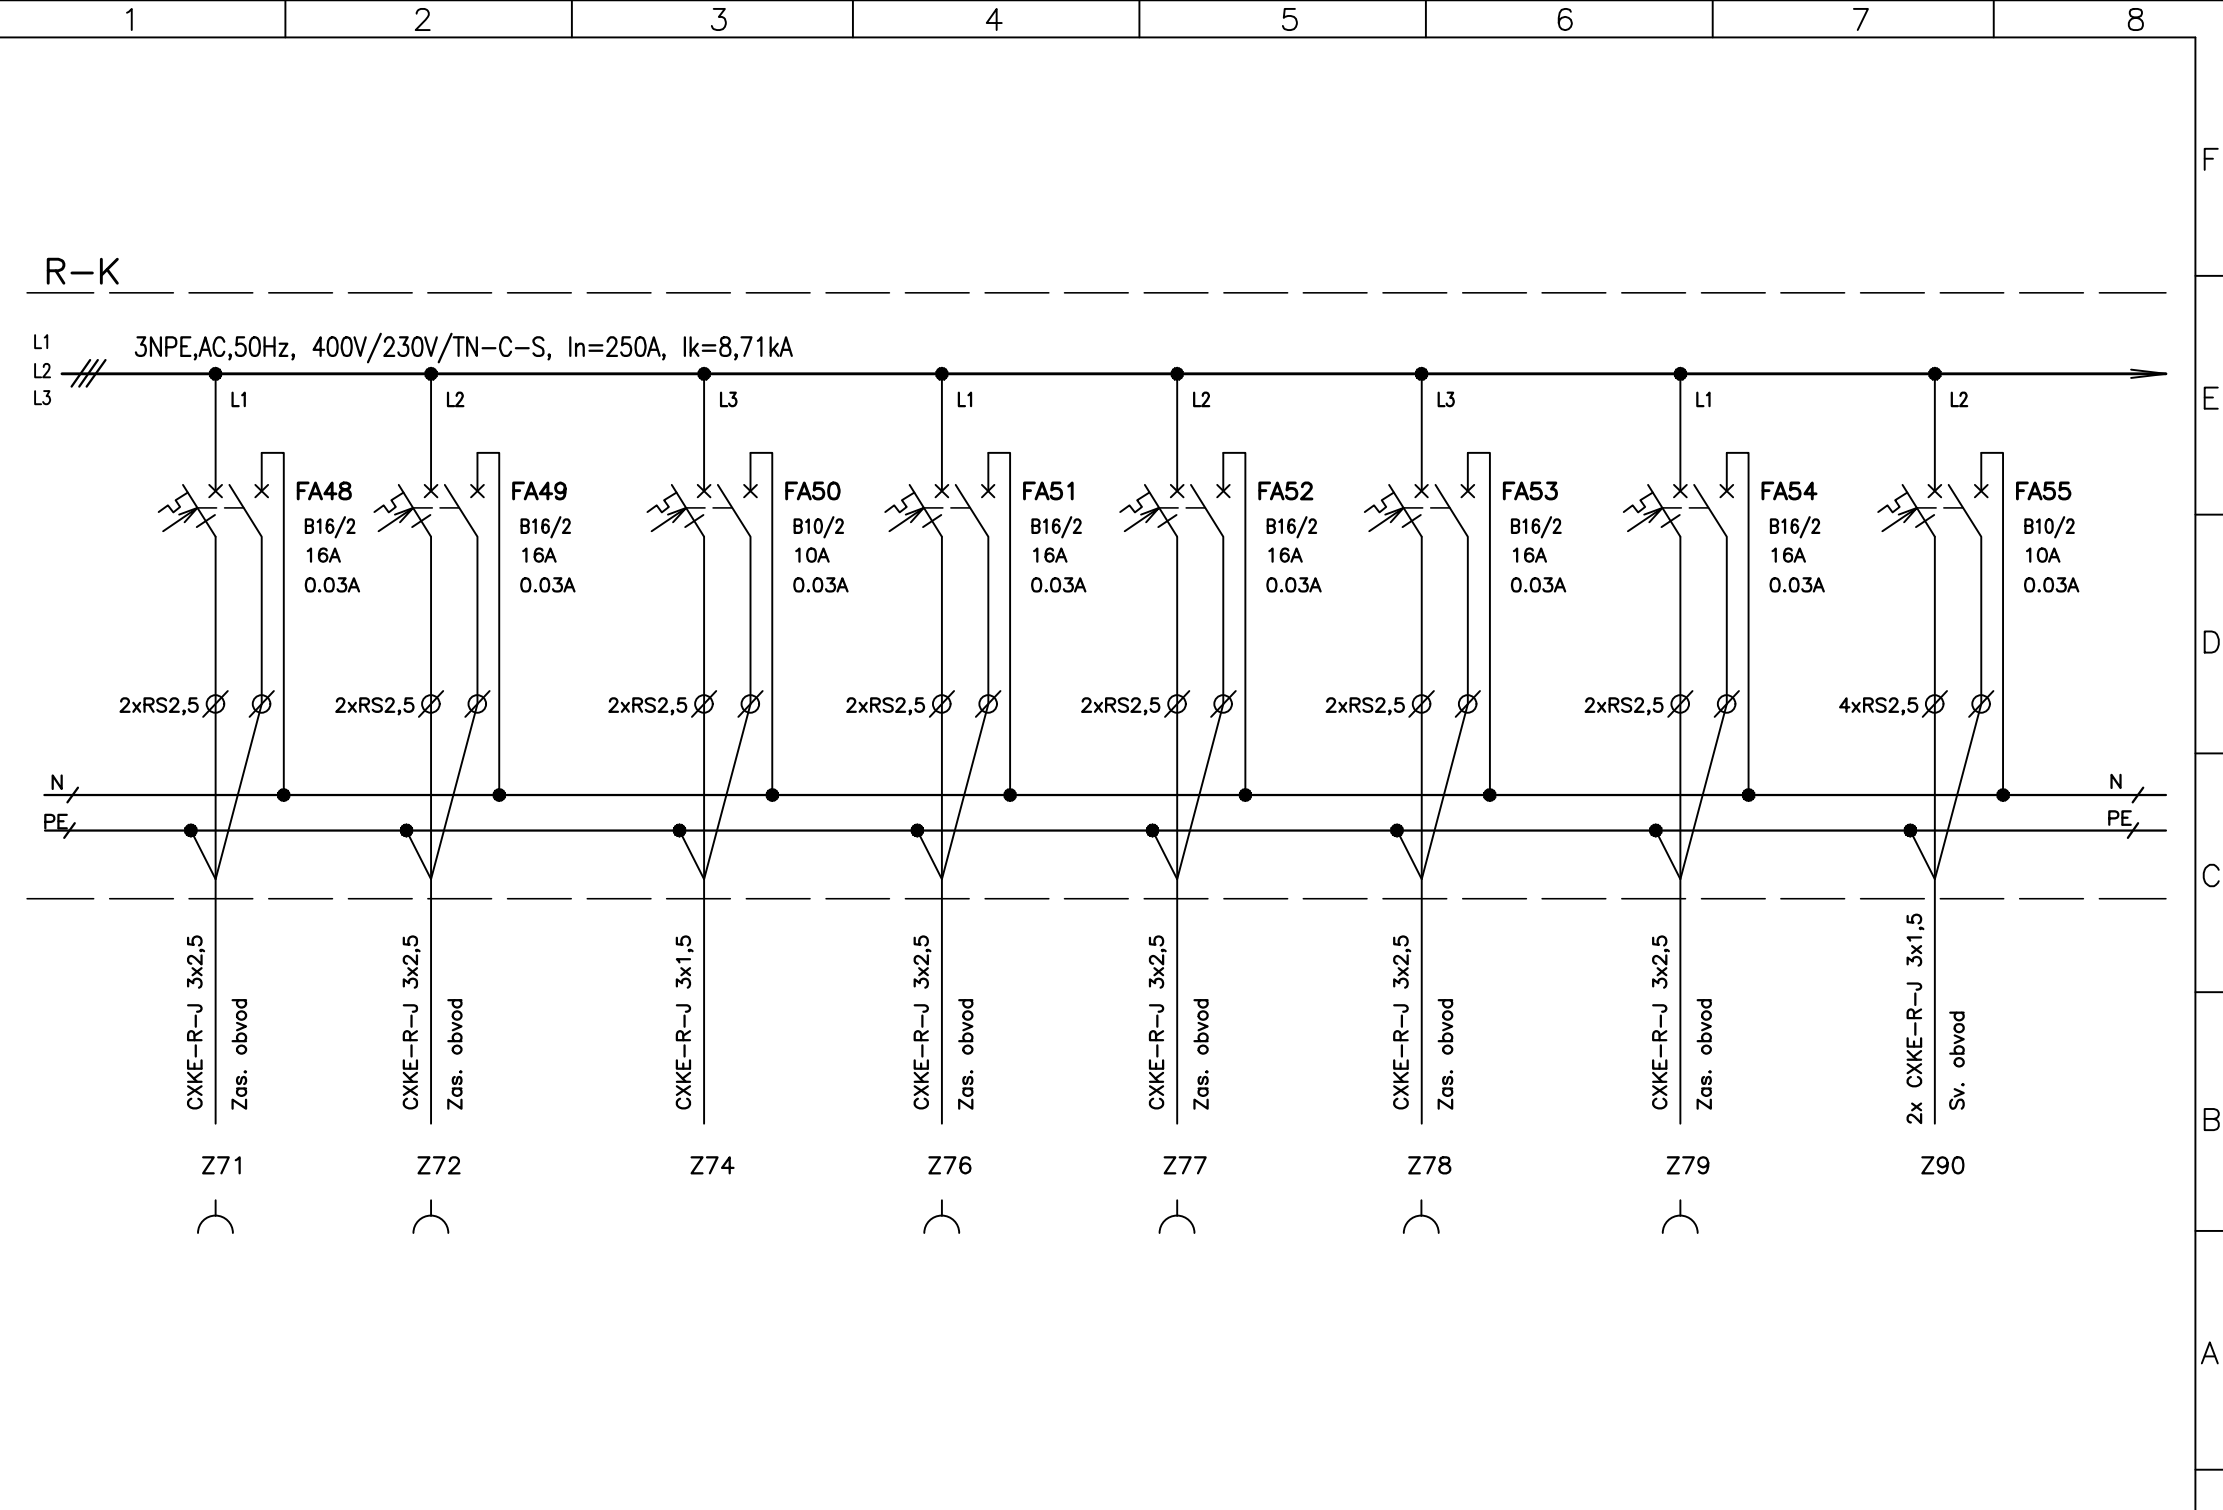 1 2 3 4 5 6 7 8
F
R-K
L1 3NPE,AC,50Hz, 400V/230V/TN-C-S, In=250A, Ik=8,71kA
L2
L3
L1 L2 L3 L1 L2 L3 L1 L2
E
FA48 FA49 FA50 FA51 FA52 FA53 FA54 FA55
B16/2 B16/2 B10/2 B16/2 B16/2 B16/2 B16/2 B10/2
16A 16A 10A 16A 16A 16A 16A 10A
0.03A 0.03A 0.03A 0.03A 0.03A 0.03A 0.03A 0.03A
D
2xRS2,5 2xRS2,5 2xRS2,5 2xRS2,5 2xRS2,5 2xRS2,5 2xRS2,5 4xRS2,5
N N
PE PE
C
CXKE-R-J 3x2,5
Zas. obvod
CXKE-R-J 3x2,5
Zas. obvod
CXKE-R-J 3x1,5
CXKE-R-J 3x2,5
Zas. obvod
CXKE-R-J 3x2,5
Zas. obvod
CXKE-R-J 3x2,5
Zas. obvod
CXKE-R-J 3x2,5
Zas. obvod
2x CXKE-R-J 3x1,5
Sv. obvod
B
Z71 Z72 Z74 Z76 Z77 Z78 Z79 Z90
A